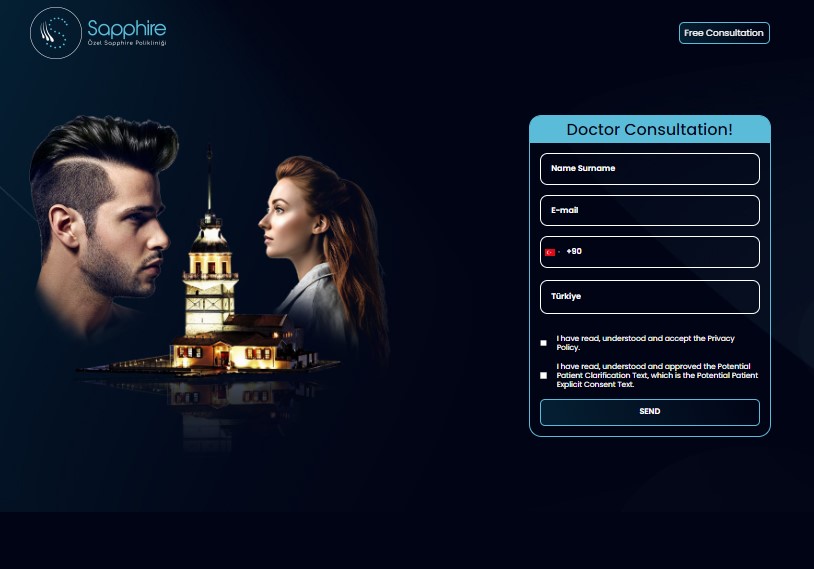 Sapphire
Özel Sapphire Polikliniği
Free Consultation
Doctor Consultation!
Name Surname
E-mail
+90
Türkiye
I have read, understood and accept the Privacy
Policy.
I have read, understood and approved the Potential
Patient Clarification Text, which is the Potential Patient
Explicit Consent Text.
SEND